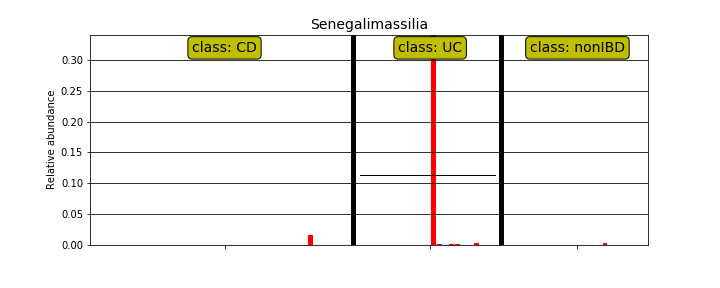 Senegalimassilia
class: CD
class: UC
class: nonIBD
Relative abundance
0.30
0.25
0.20
0.15
0.10
0.05
0.00